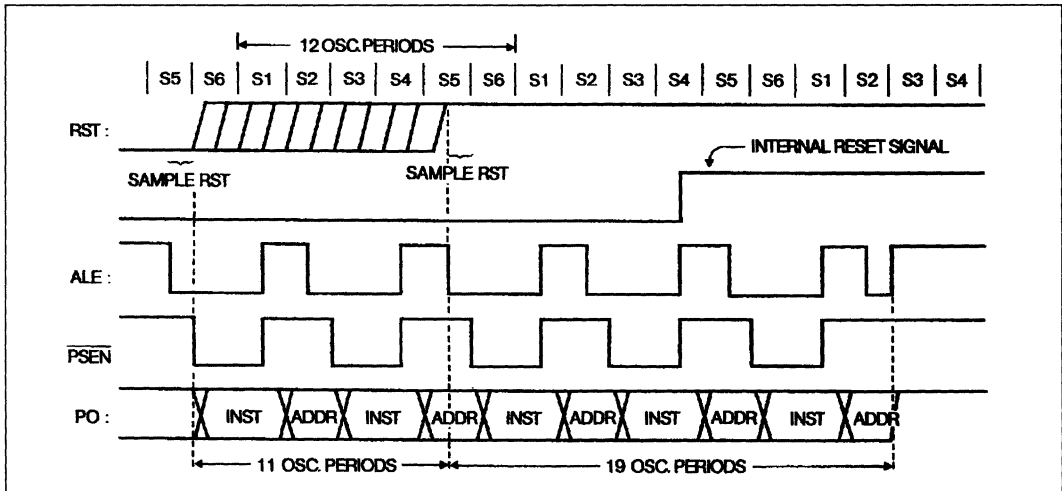 12 OSC. PERIODS
S5 S6 S1 S2 S3 S4 S5 S6 S1 S2 S3 S4 S5 S6 S1 S2 S3 S4
RST :
INTERNAL RESET SIGNAL
SAMPLE RST SAMPLE RST
ALE :
PSEN
PO : INST ADDR INST ADDR INST ADDR INST ADDR INST ADDR
11 OSC. PERIODS 19 OSC. PERIODS